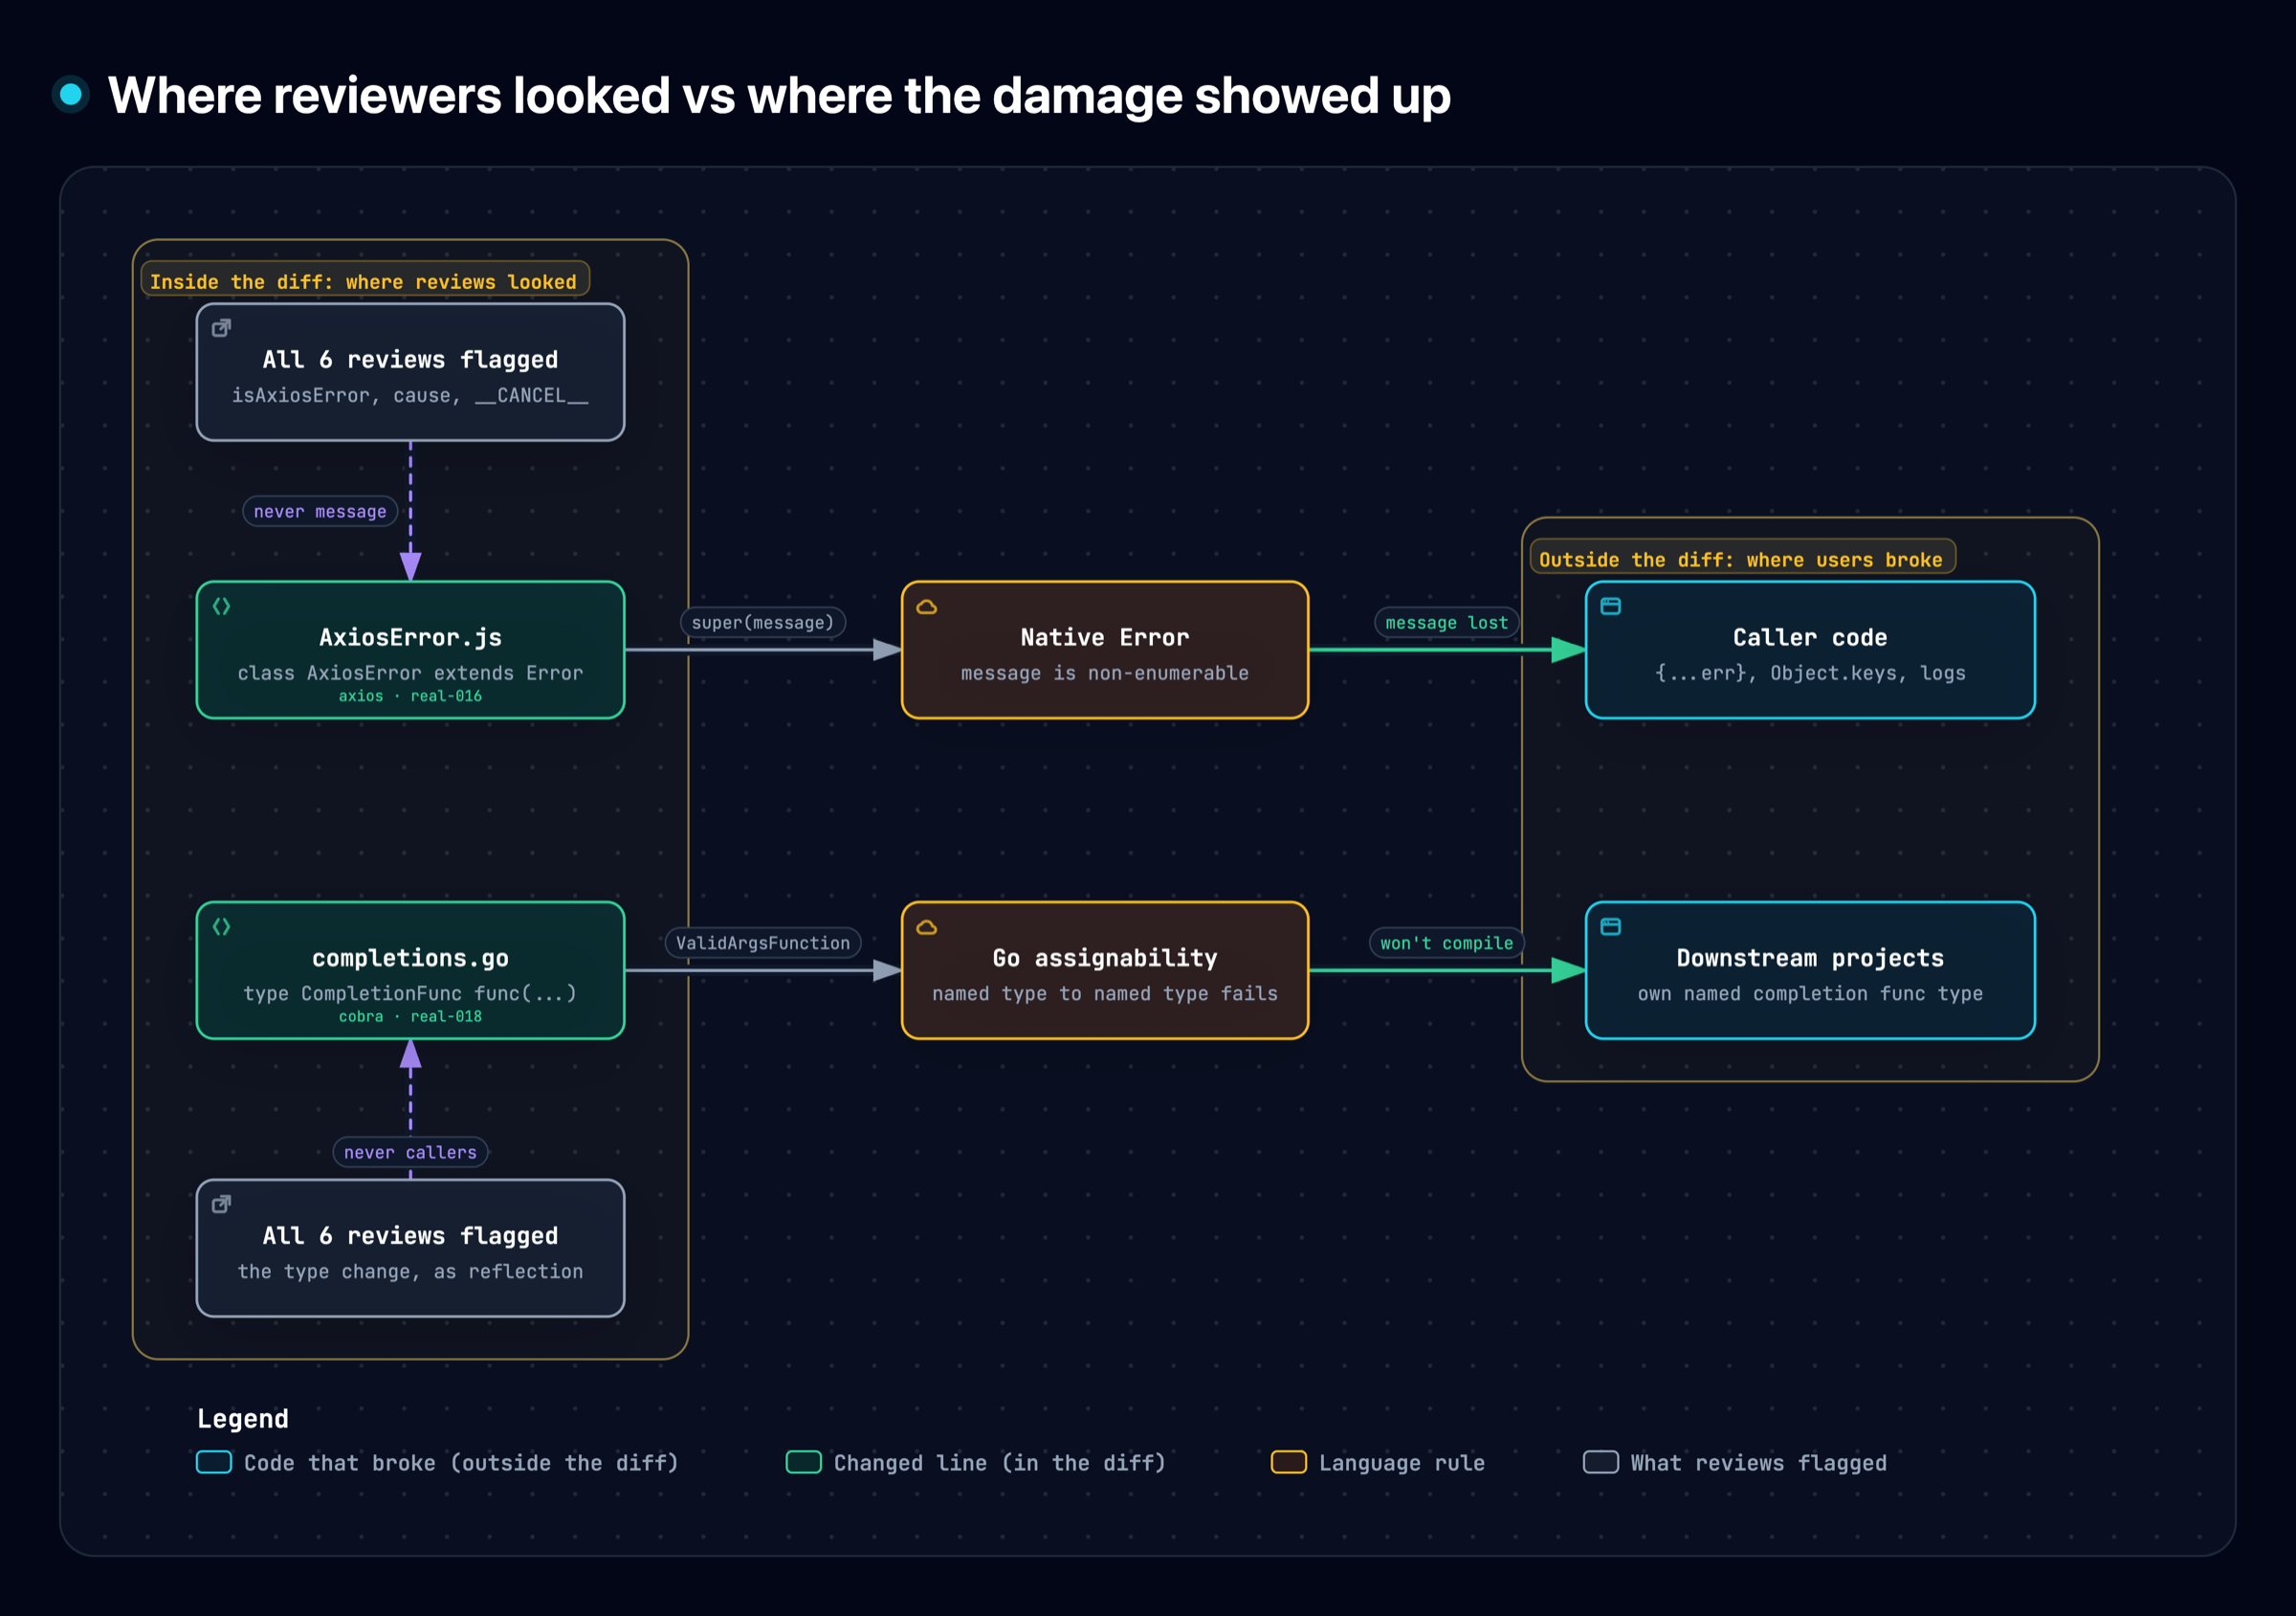 Where reviewers looked vs where the damage showed up
Inside the diff: where reviews looked
All 6 reviews flagged
isAxiosError, cause, __CANCEL__
never message
Outside the diff: where users broke
AxiosError.js
class AxiosError extends Error
axios · real-016
super(message)
Native Error
message is non-enumerable
message lost
Caller code
{...err}, Object.keys, logs
completions.go
type CompletionFunc func(...)
cobra · real-018
ValidArgsFunction
Go assignability
named type to named type fails
won't compile
Downstream projects
own named completion func type
never callers
All 6 reviews flagged
the type change, as reflection
Legend
Code that broke (outside the diff)
Changed line (in the diff)
Language rule
What reviews flagged